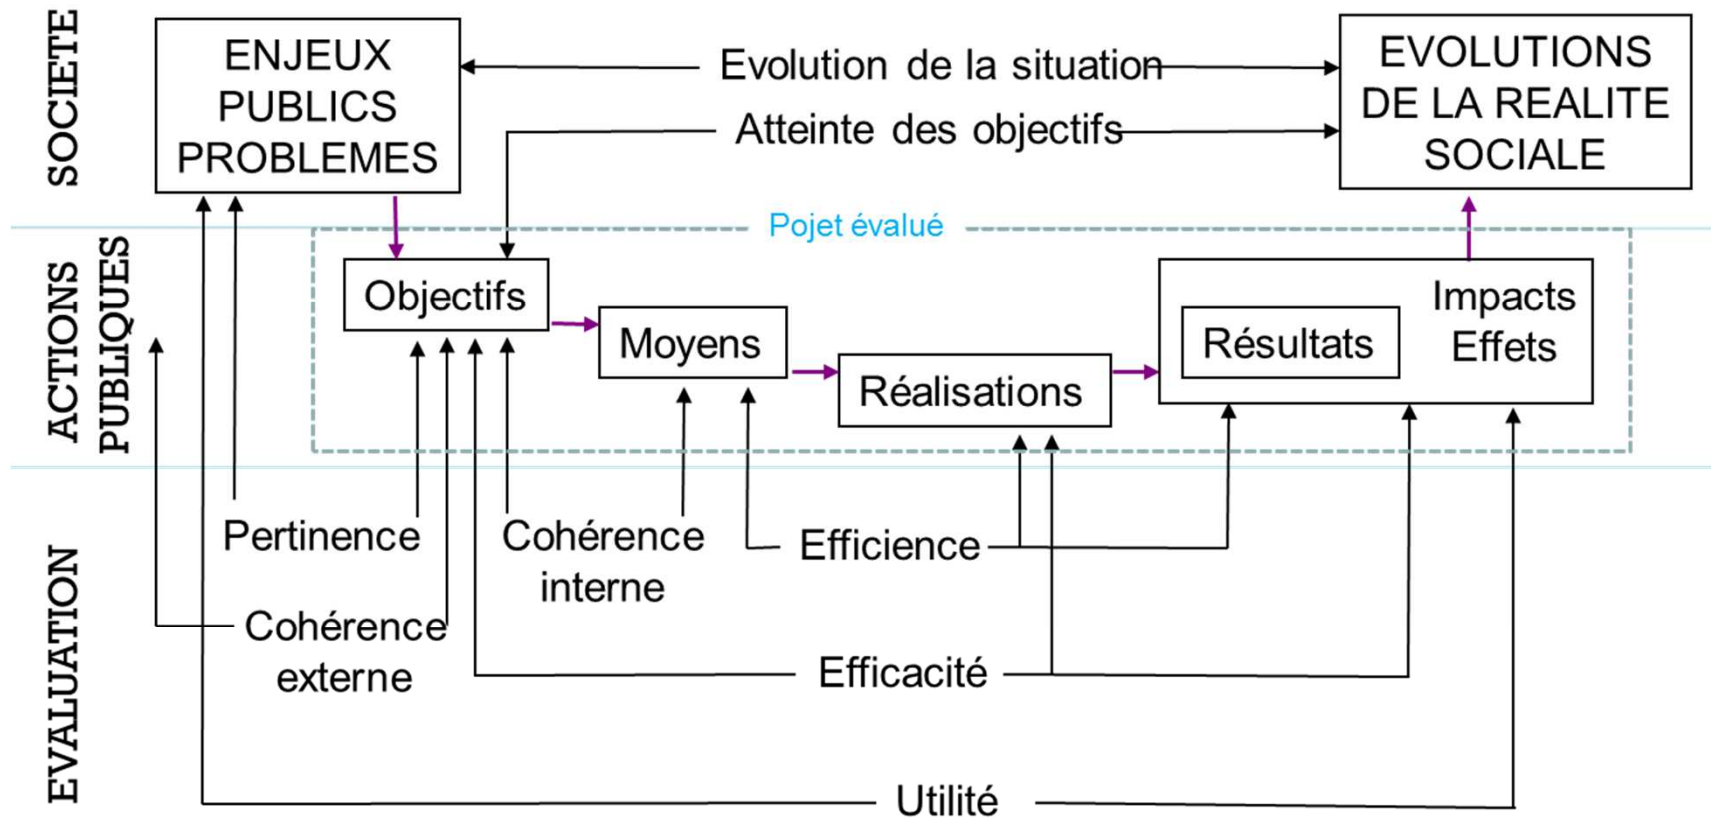 SOCIETE
ENJEUX
PUBLICS
PROBLEMES
Evolution de la situation
Atteinte des objectifs
EVOLUTIONS
DE LA REALITE
SOCIALE
Pojet évalué
ACTIONS
PUBLIQUES
Objectifs
Moyens
Réalisations
Résultats
Impacts
Effets
EVALUATION
Pertinence
Cohérence
interne
Efficience
Cohérence
externe
Efficacité
Utilité